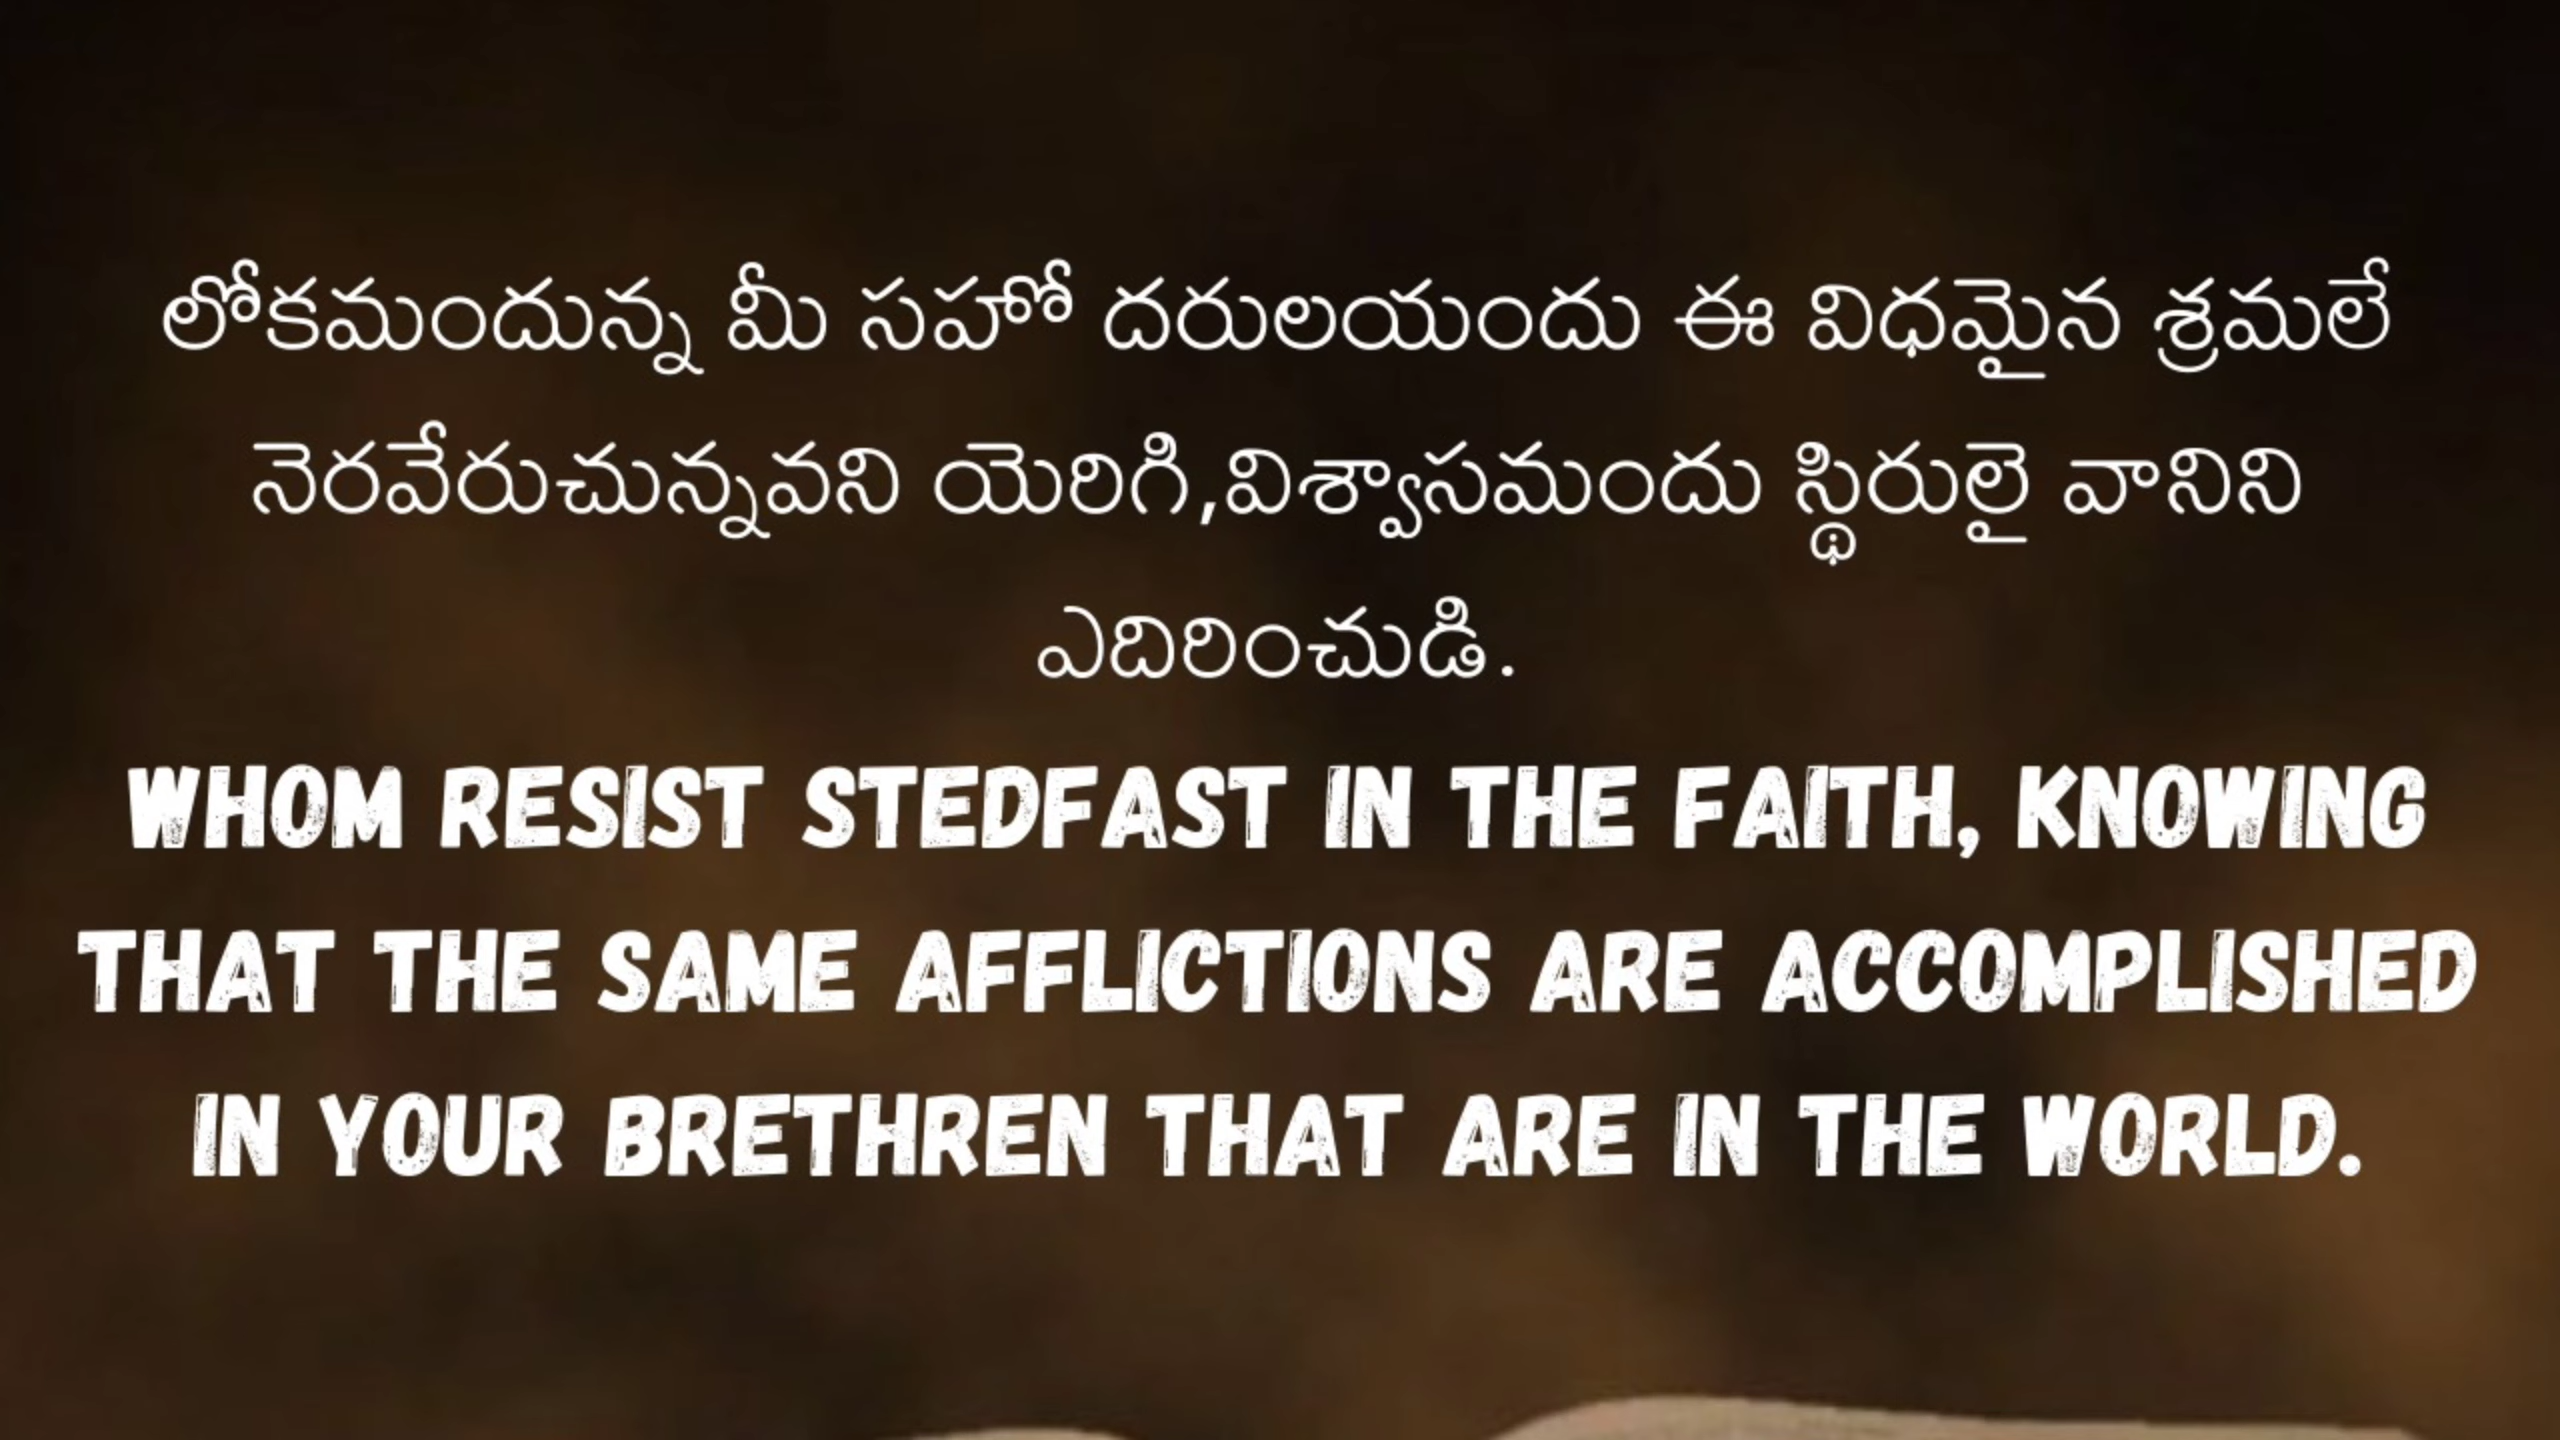 లోకమందున్న మీ సహో దరులయందు ఈ విధమైన శ్రమలే
నెరవేరుచున్నవని యెరిగి,విశ్వాసమందు స్థిరులై వానిని
ఎదిరించుడి.
WHOM RESIST STEDFAST IN THE FAITH, KNOWING
THAT THE SAME AFFLICTIONS ARE ACCOMPLISHED
IN YOUR BRETHREN THAT ARE IN THE WORLD.